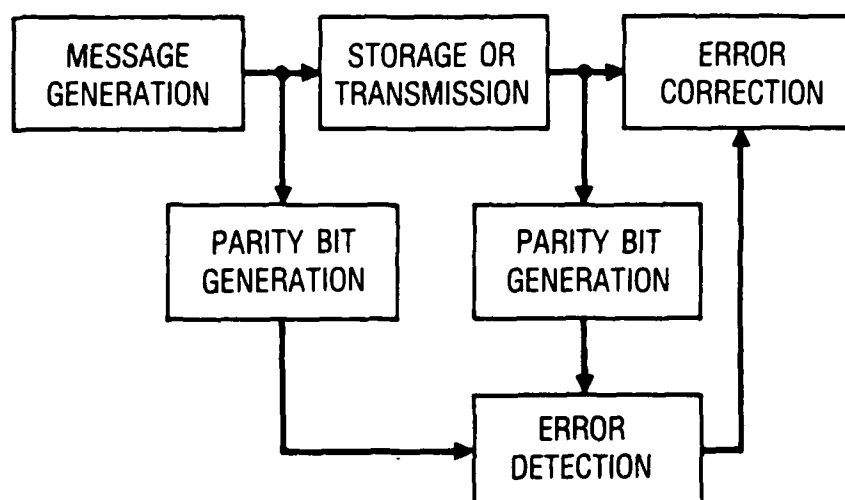 MESSAGE
GENERATION
STORAGE OR
TRANSMISSION
ERROR
CORRECTION
PARITY BIT
GENERATION
PARITY BIT
GENERATION
ERROR
DETECTION